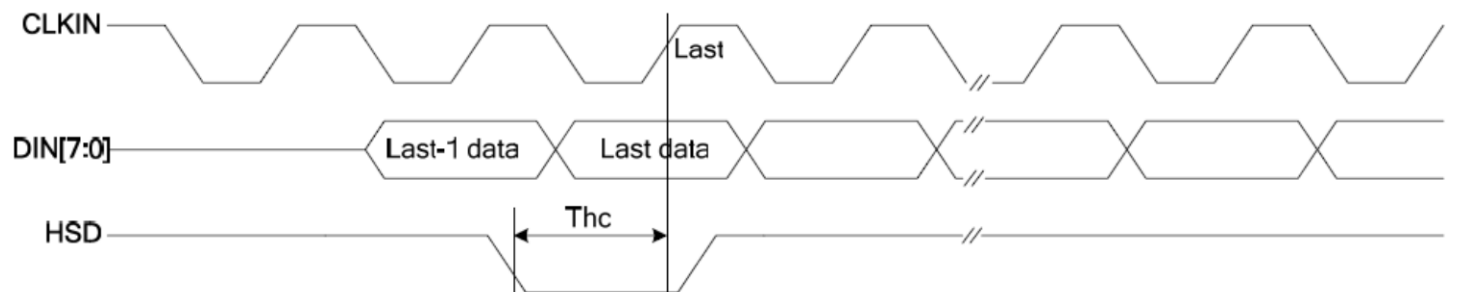 CLKIN
Last
DIN[7:0]
Last-1 data
Last data
Thc
HSD